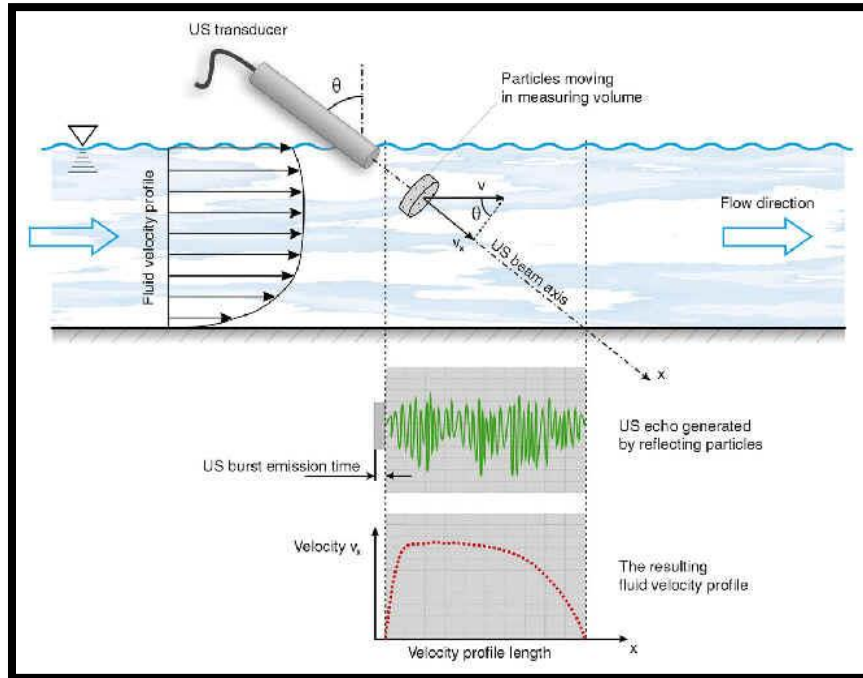 US transducer
θ
Particles moving
in measuring volume
Fluid velocity profile
v
θ
vₓ
US beam axis
Flow direction
x
US echo generated
by reflecting particles
US burst emission time
Velocity vₓ
The resulting
fluid velocity profile
Velocity profile length
x